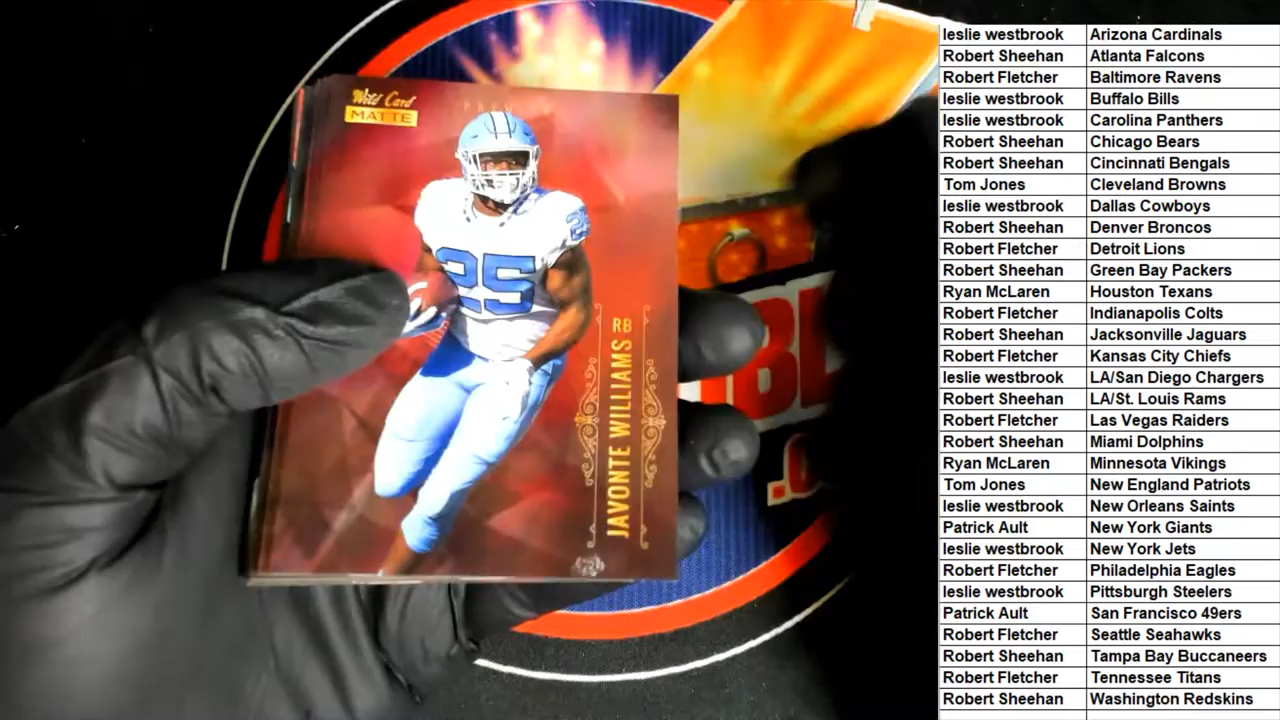 Wild Card
MATTE
25
25
JAVONTE WILLIAMS RB
leslie westbrook Arizona Cardinals
Robert Sheehan Atlanta Falcons
Robert Fletcher Baltimore Ravens
leslie westbrook Buffalo Bills
leslie westbrook Carolina Panthers
Robert Sheehan Chicago Bears
Robert Sheehan Cincinnati Bengals
Tom Jones Cleveland Browns
leslie westbrook Dallas Cowboys
Robert Sheehan Denver Broncos
Robert Fletcher Detroit Lions
Robert Sheehan Green Bay Packers
Ryan McLaren Houston Texans
Robert Fletcher Indianapolis Colts
Robert Sheehan Jacksonville Jaguars
Robert Fletcher Kansas City Chiefs
leslie westbrook LA/San Diego Chargers
Robert Sheehan LA/St. Louis Rams
Robert Fletcher Las Vegas Raiders
Robert Sheehan Miami Dolphins
Ryan McLaren Minnesota Vikings
Tom Jones New England Patriots
leslie westbrook New Orleans Saints
Patrick Ault New York Giants
leslie westbrook New York Jets
Robert Fletcher Philadelphia Eagles
leslie westbrook Pittsburgh Steelers
Patrick Ault San Francisco 49ers
Robert Fletcher Seattle Seahawks
Robert Sheehan Tampa Bay Buccaneers
Robert Fletcher Tennessee Titans
Robert Sheehan Washington Redskins